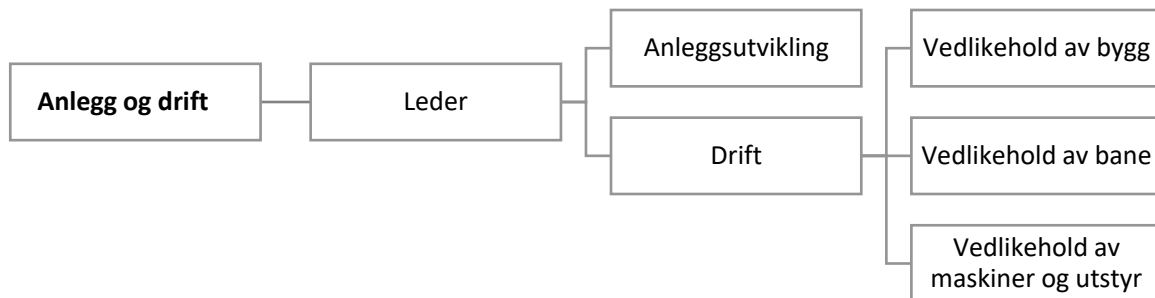 Anlegg og drift
Leder
Anleggsutvikling
Drift
Vedlikehold av bygg
Vedlikehold av bane
Vedlikehold av
maskiner og utstyr